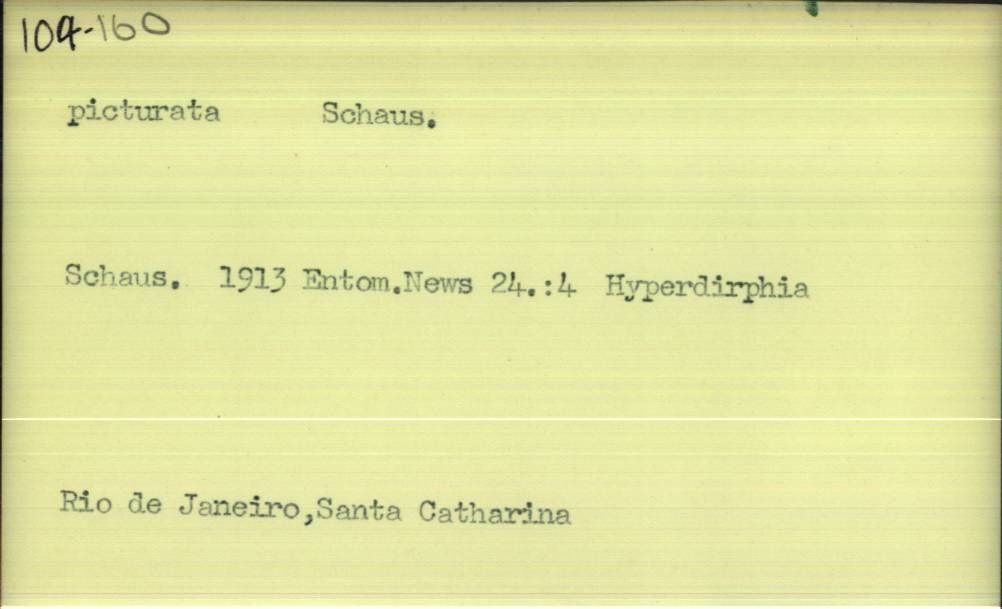 104-160
picturata Schaus.
Schaus. 1913 Entom.News 24.:4 Hyperdirphia
Rio de Janeiro,Santa Catharina